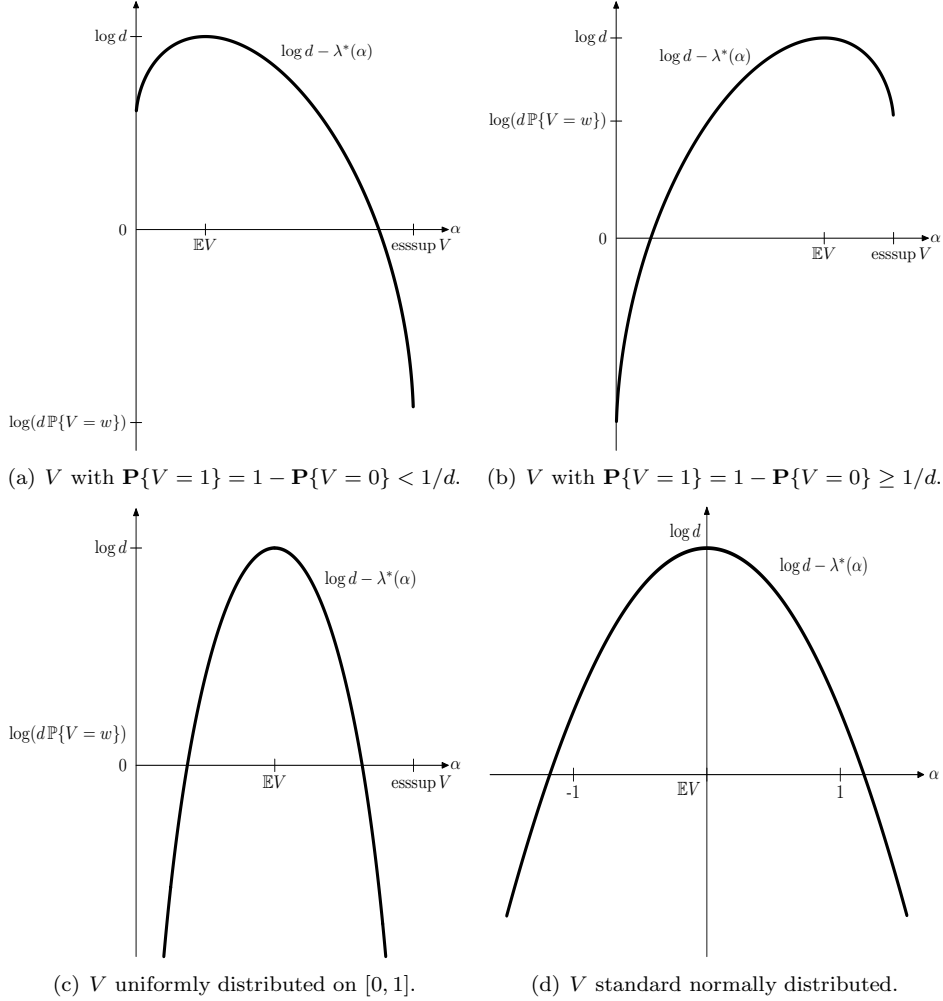 log d
log d − λ*(α)
0
𝔼V
esssup V
α
log(d ℙ{V = w})
(a) V with P{V = 1} = 1 − P{V = 0} < 1/d.
log d
log d − λ*(α)
log(d ℙ{V = w})
0
𝔼V
esssup V
α
(b) V with P{V = 1} = 1 − P{V = 0} ≥ 1/d.
log d
log d − λ*(α)
log(d ℙ{V = w})
0
𝔼V
esssup V
α
(c) V uniformly distributed on [0, 1].
log d
log d − λ*(α)
-1
𝔼V
1
α
(d) V standard normally distributed.